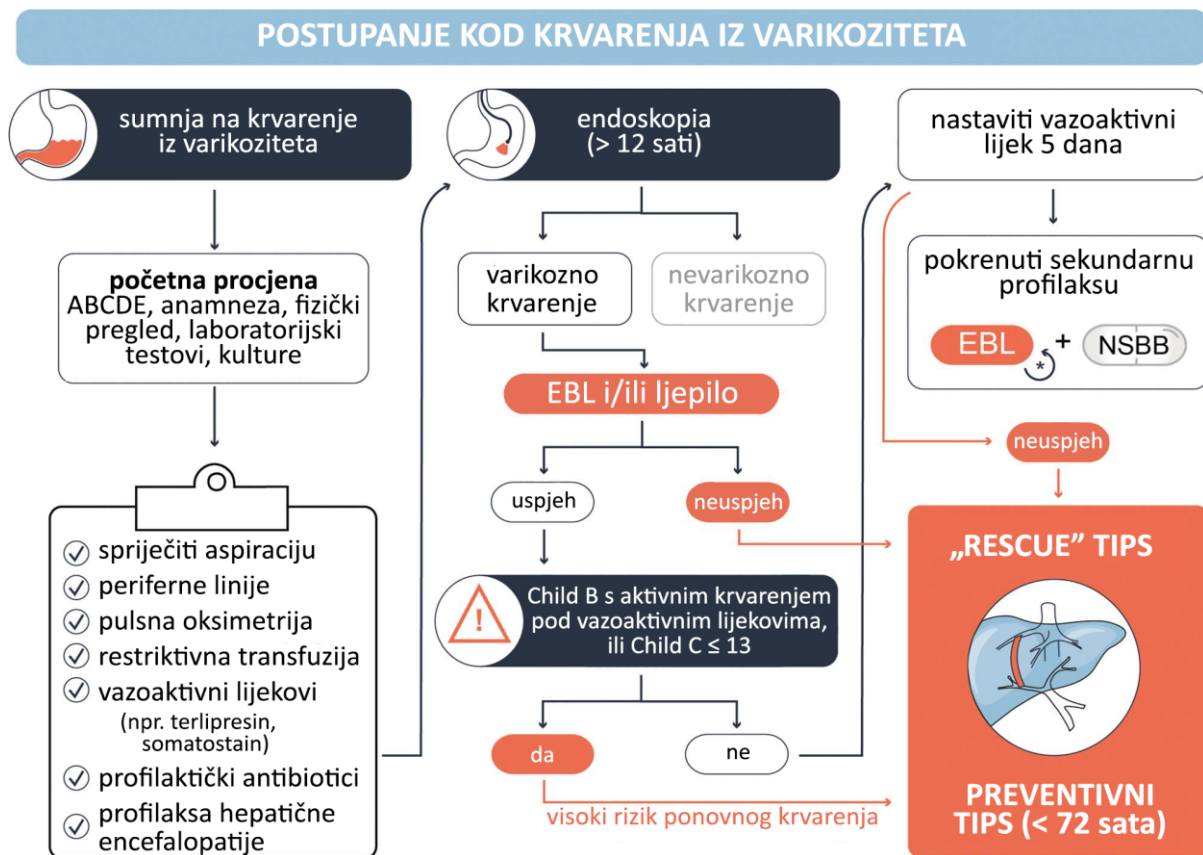 POSTUPANJE KOD KRVARENJA IZ VARIKOZITETA
sumnja na krvarenje
iz varikoziteta
početna procjena
ABCDE, anamneza, fizički
pregled, laboratorijski
testovi, kulture
spriječiti aspiraciju
periferne linije
pulsna oksimetrija
restriktivna transfuzija
vazoaktivni lijekovi
(npr. terlipresin,
somatostain)
profilaktički antibiotici
profilaksa hepatične
encefalopatije
endoskopia
(> 12 sati)
varikozno
krvarenje
nevarikozno
krvarenje
EBL i/ili ljepilo
uspjeh
neuspjeh
!
Child B s aktivnim krvarenjem
pod vazoaktivnim lijekovima,
ili Child C ≤ 13
da
ne
visoki rizik ponovnog krvarenja
nastaviti vazoaktivni
lijek 5 dana
pokrenuti sekundarnu
profilaksu
EBL * + NSBB
neuspjeh
„RESCUE” TIPS
PREVENTIVNI
TIPS (< 72 sata)